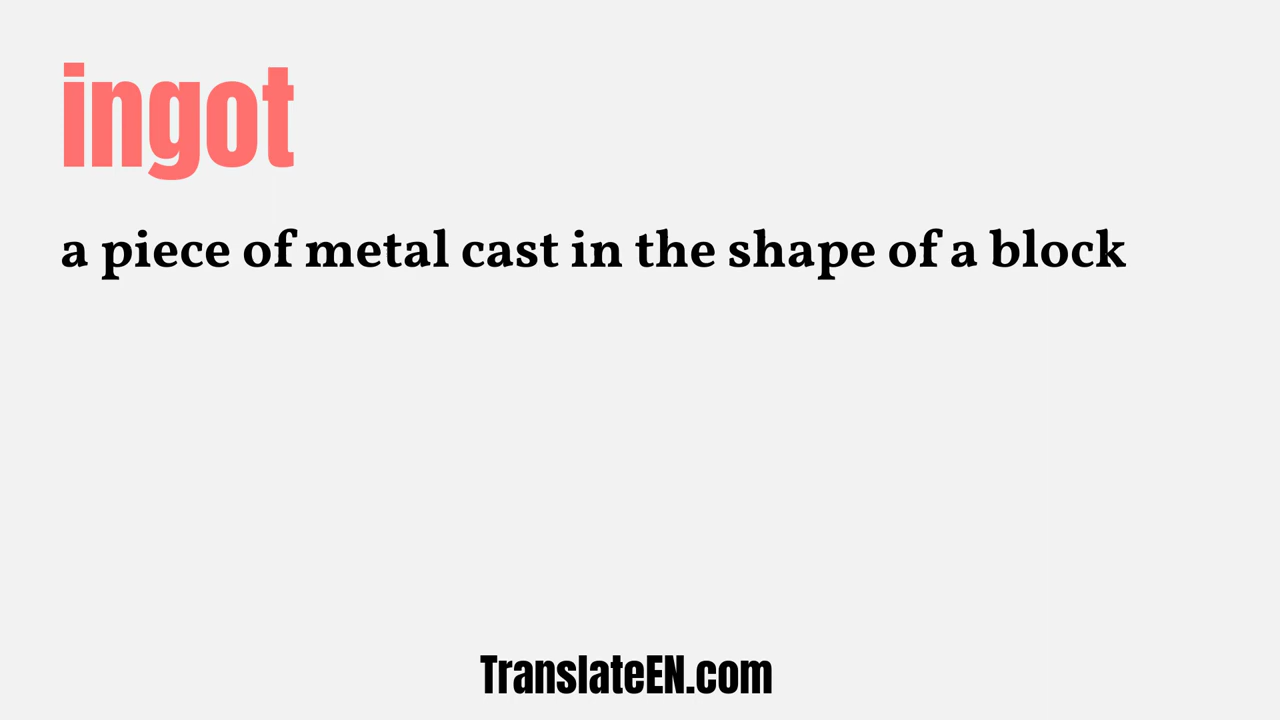 ingot
a piece of metal cast in the shape of a block
TranslateEN.com